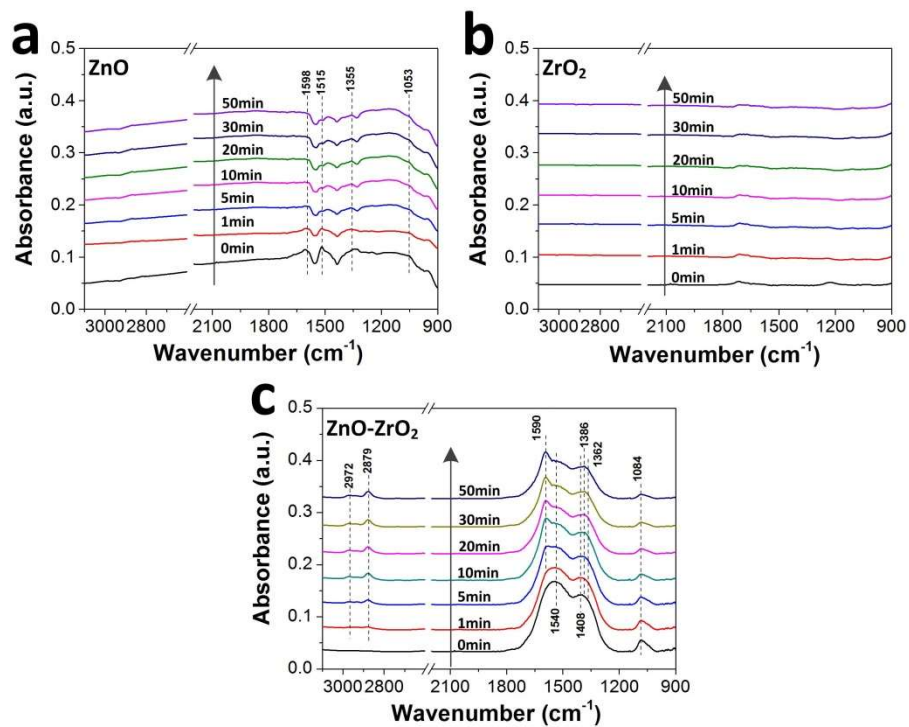 a
ZnO
Absorbance (a.u.)
0.5
0.4
0.3
0.2
0.1
0.0
1598
1515
1355
1053
50min
30min
20min
10min
5min
1min
0min
3000 2800 2100 1800 1500 1200 900
Wavenumber (cm⁻¹)
b
ZrO₂
Absorbance (a.u.)
0.5
0.4
0.3
0.2
0.1
0.0
50min
30min
20min
10min
5min
1min
0min
3000 2800 2100 1800 1500 1200 900
Wavenumber (cm⁻¹)
c
ZnO-ZrO₂
Absorbance (a.u.)
0.5
0.4
0.3
0.2
0.1
0.0
2972
2879
1590
1386
1362
1084
50min
30min
20min
10min
5min
1min
0min
1540
1408
3000 2800 2100 1800 1500 1200 900
Wavenumber (cm⁻¹)